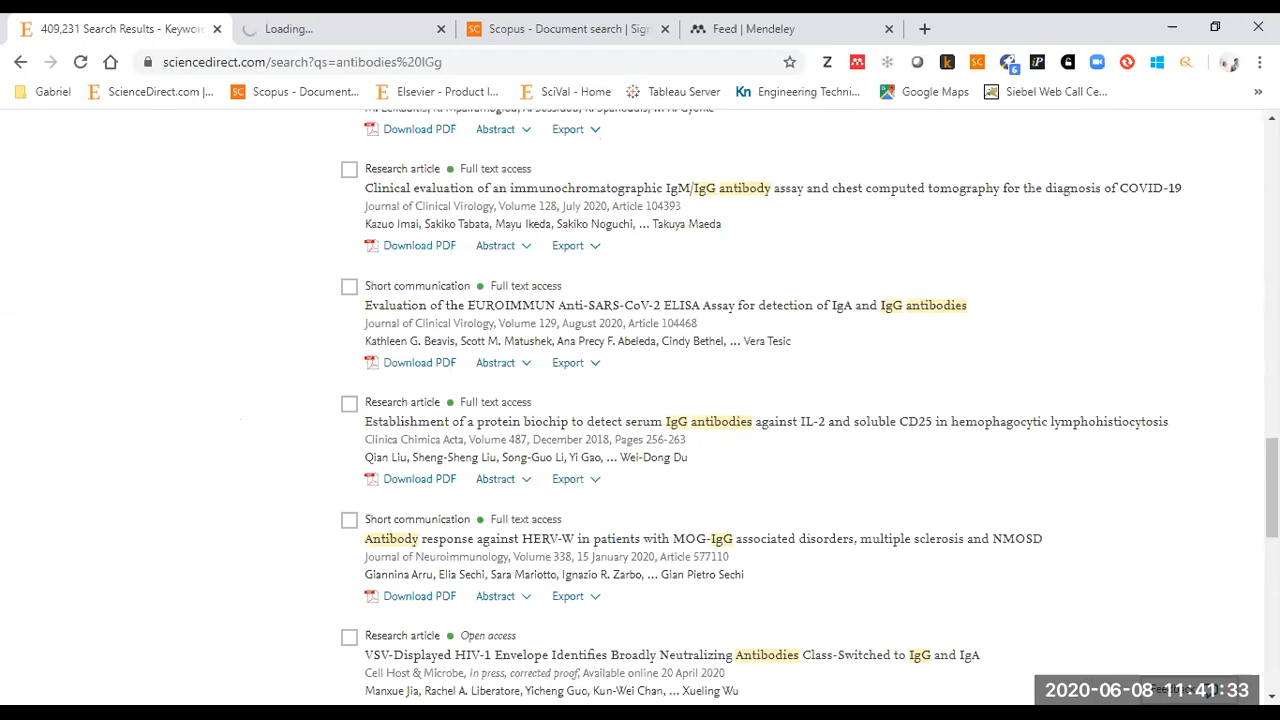 409,231 Search Results - Keywor
Loading...
Scopus - Document search | Sig
Feed | Mendeley
sciencedirect.com/search?qs=antibodies%20IGg
Gabriel
ScienceDirect.com |...
Scopus - Document...
Elsevier - Product I...
SciVal - Home
Tableau Server
Engineering Techni...
Google Maps
Siebel Web Call Ce...
Download PDF Abstract Export
Research article Full text access
Clinical evaluation of an immunochromatographic IgM/IgG antibody assay and chest computed tomography for the diagnosis of COVID-19
Journal of Clinical Virology, Volume 128, July 2020, Article 104393
Kazuo Imai, Sakiko Tabata, Mayu Ikeda, Sakiko Noguchi, ... Takuya Maeda
Download PDF Abstract Export
Short communication Full text access
Evaluation of the EUROIMMUN Anti-SARS-CoV-2 ELISA Assay for detection of IgA and IgG antibodies
Journal of Clinical Virology, Volume 129, August 2020, Article 104468
Kathleen G. Beavis, Scott M. Matushek, Ana Precy F. Abeleda, Cindy Bethel, ... Vera Tesic
Download PDF Abstract Export
Research article Full text access
Establishment of a protein biochip to detect serum IgG antibodies against IL-2 and soluble CD25 in hemophagocytic lymphohistiocytosis
Clinica Chimica Acta, Volume 487, December 2018, Pages 256-263
Qian Liu, Sheng-Sheng Liu, Song-Guo Li, Yi Gao, ... Wei-Dong Du
Download PDF Abstract Export
Short communication Full text access
Antibody response against HERV-W in patients with MOG-IgG associated disorders, multiple sclerosis and NMOSD
Journal of Neuroimmunology, Volume 338, 15 January 2020, Article 577110
Giannina Arru, Elia Sechi, Sara Mariotto, Ignazio R. Zarbo, ... Gian Pietro Sechi
Download PDF Abstract Export
Research article Open access
VSV-Displayed HIV-1 Envelope Identifies Broadly Neutralizing Antibodies Class-Switched to IgG and IgA
Cell Host & Microbe, in press, corrected proof, Available online 20 April 2020
Manxue Jia, Rachel A. Liberatore, Yicheng Guo, Kun-Wei Chan, ... Xueling Wu
2020-06-08 11:41:33